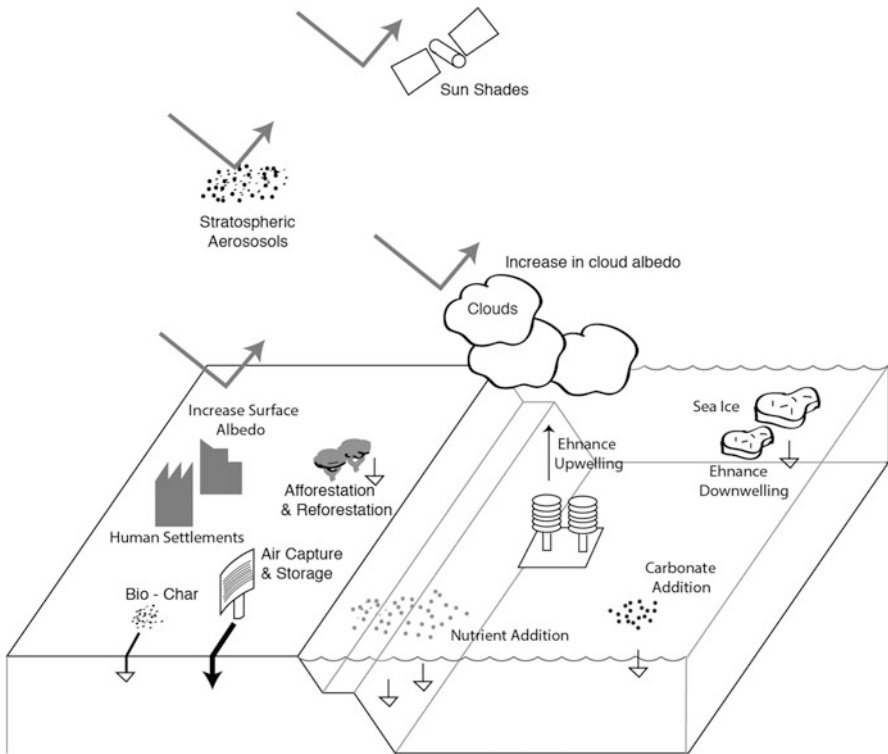 Sun Shades
Stratospheric
Aerososols
Increase in cloud albedo
Clouds
Increase Surface
Albedo
Sea Ice
Ehnance
Upwelling
Ehnance
Downwelling
Afforestation
& Reforestation
Human Settlements
Air Capture
& Storage
Bio - Char
Carbonate
Addition
Nutrient Addition